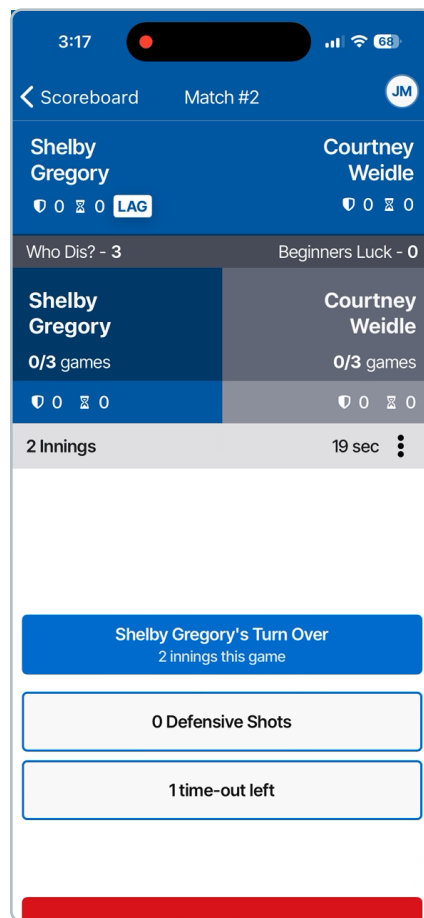 3:17 68
Scoreboard Match #2 JM
Shelby Courtney
Gregory Weidle
0 0 LAG 0 0
Who Dis? - 3 Beginners Luck - 0
Shelby Courtney
Gregory Weidle
0/3 games 0/3 games
0 0 0 0
2 Innings 19 sec
Shelby Gregory's Turn Over
2 innings this game
0 Defensive Shots
1 time-out left